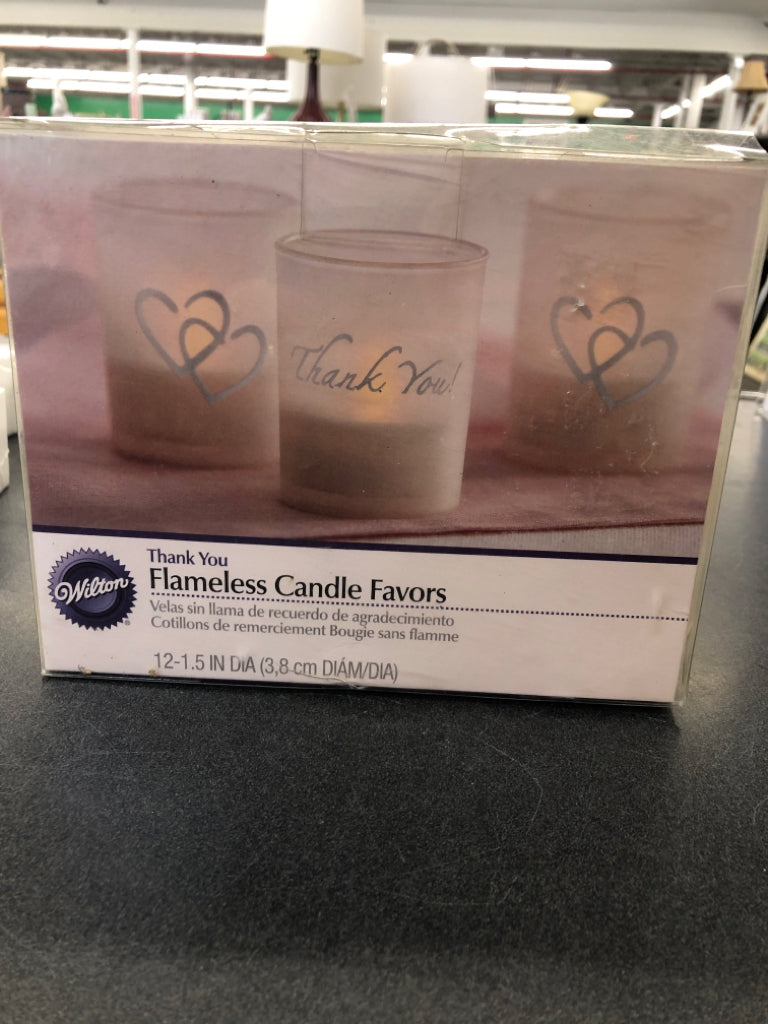 Thank You!
Wilton®
Thank You
Flameless Candle Favors
Velas sin llama de recuerdo de agradecimiento
Cotillons de remerciement Bougie sans flamme
12-1.5 IN DIA (3,8 cm DIÁM/DIA)